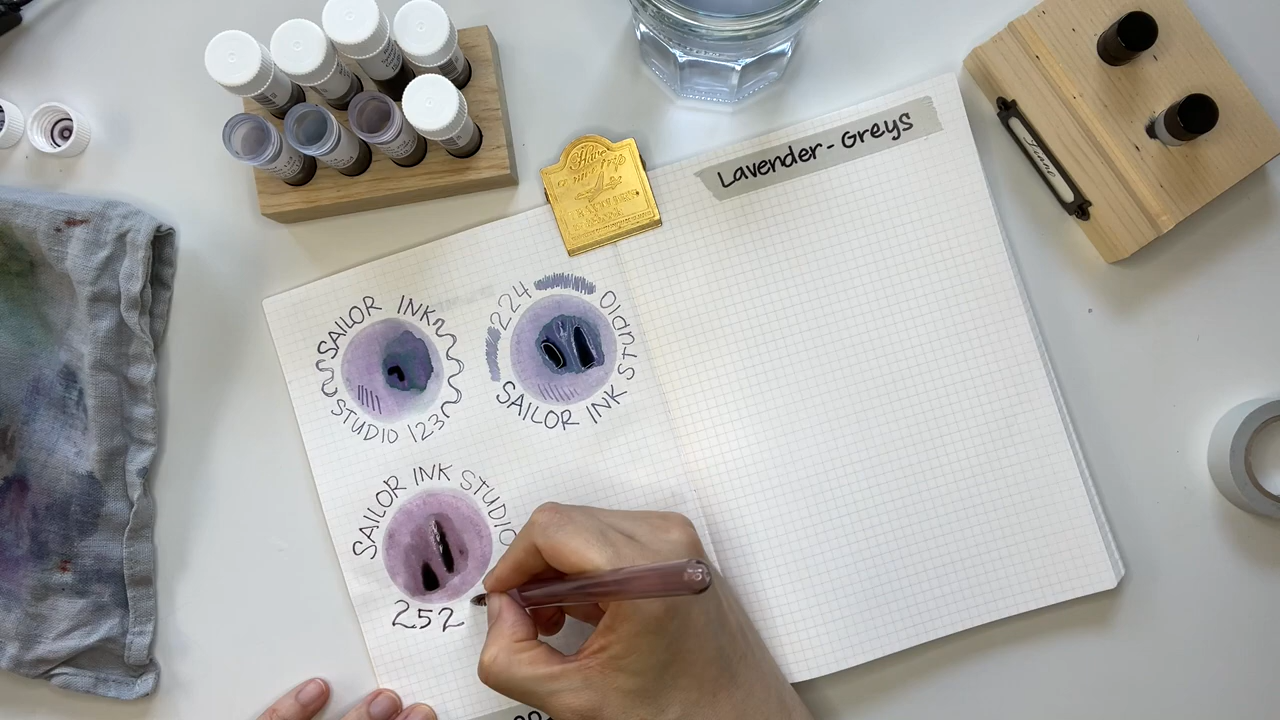 Lavender-Greys
SAILOR INK
STUDIO 123
224
SAILOR INK STUDIO
SAILOR INK STUDIO
252